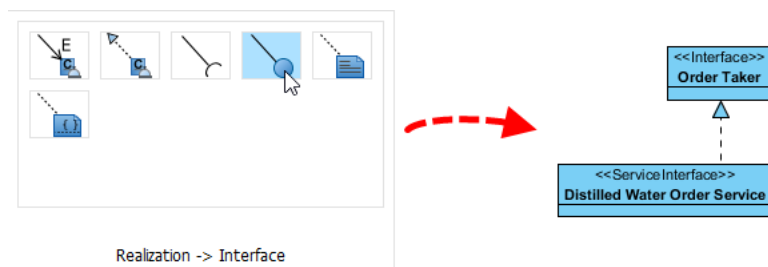 E
C
C
{ }
Realization -> Interface
<<Interface>>
Order Taker
<<ServiceInterface>>
Distilled Water Order Service